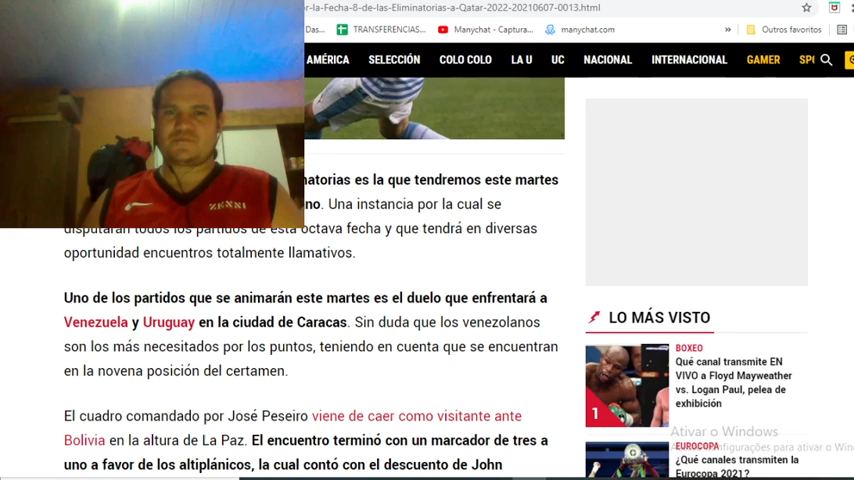 r-la-Fecha-8-de-las-Eliminatorias-a-Qatar-2022-20210607-0013.html
Das...
TRANSFERENCIAS...
Manychat - Captura...
manychat.com
»
Outros favoritos
AMÉRICA SELECCIÓN COLO COLO LA U UC NACIONAL INTERNACIONAL GAMER SPO
ZENNI
natorias es la que tendremos este martes
no. Una instancia por la cual se
disputarán todos los partidos de esta octava fecha y que tendrá en diversas
oportunidad encuentros totalmente llamativos.
Uno de los partidos que se animarán este martes es el duelo que enfrentará a
Venezuela y Uruguay en la ciudad de Caracas. Sin duda que los venezolanos
son los más necesitados por los puntos, teniendo en cuenta que se encuentran
en la novena posición del certamen.
El cuadro comandado por José Peseiro viene de caer como visitante ante
Bolivia en la altura de La Paz. El encuentro terminó con un marcador de tres a
uno a favor de los altiplánicos, la cual contó con el descuento de John
LO MÁS VISTO
1
BOXEO
Qué canal transmite EN
VIVO a Floyd Mayweather
vs. Logan Paul, pelea de
exhibición
EUROCOPA
¿Qué canales transmiten la
Eurocopa 2021?
Ativar o Windows
configurações para ativar o Win